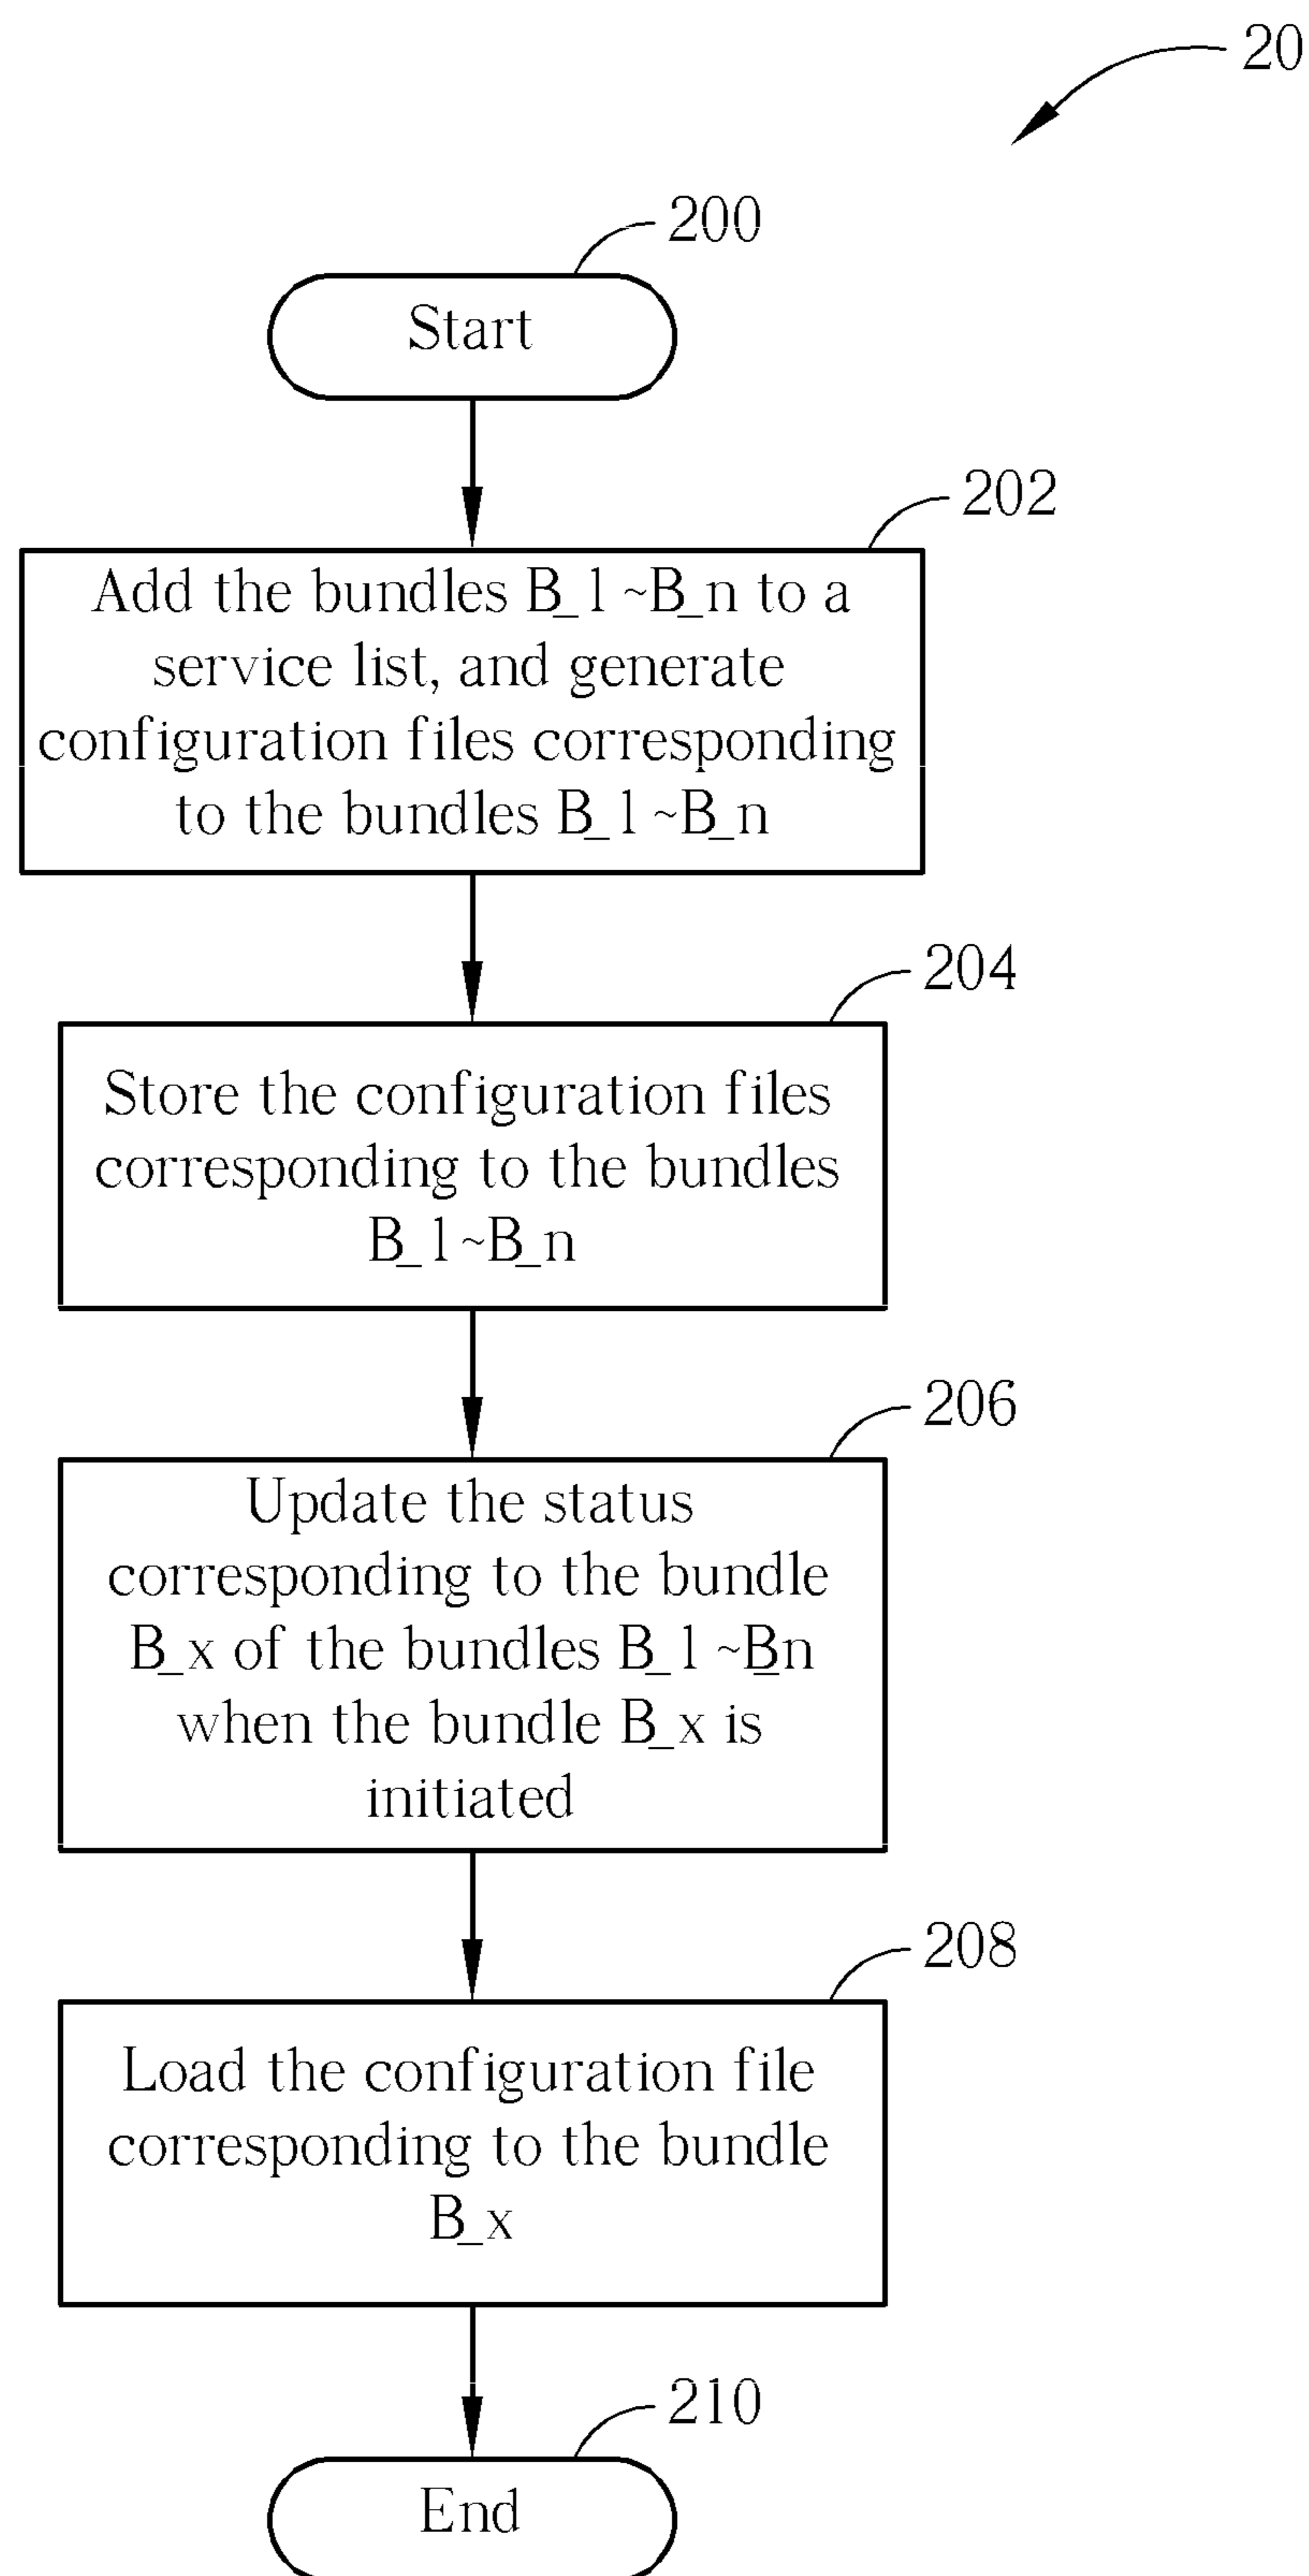 20
200
Start
202
Add the bundles B_1~B_n to a
service list, and generate
configuration files corresponding
to the bundles B_1~B_n
204
Store the configuration files
corresponding to the bundles
B_1~B_n
206
Update the status
corresponding to the bundle
B_x of the bundles B_1~B_n
when the bundle B_x is
initiated
208
Load the configuration file
corresponding to the bundle
B_x
210
End